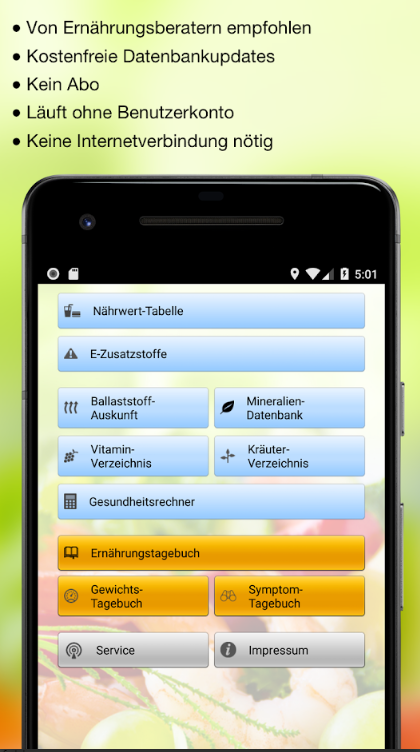 • Von Ernährungsberatern empfohlen
• Kostenfreie Datenbankupdates
• Kein Abo
• Läuft ohne Benutzerkonto
• Keine Internetverbindung nötig
5:01
Nährwert-Tabelle
E-Zusatzstoffe
Ballaststoff-
Auskunft
Mineralien-
Datenbank
Vitamin-
Verzeichnis
Kräuter-
Verzeichnis
Gesundheitsrechner
Ernährungstagebuch
Gewichts-
Tagebuch
Symptom-
Tagebuch
Service
Impressum